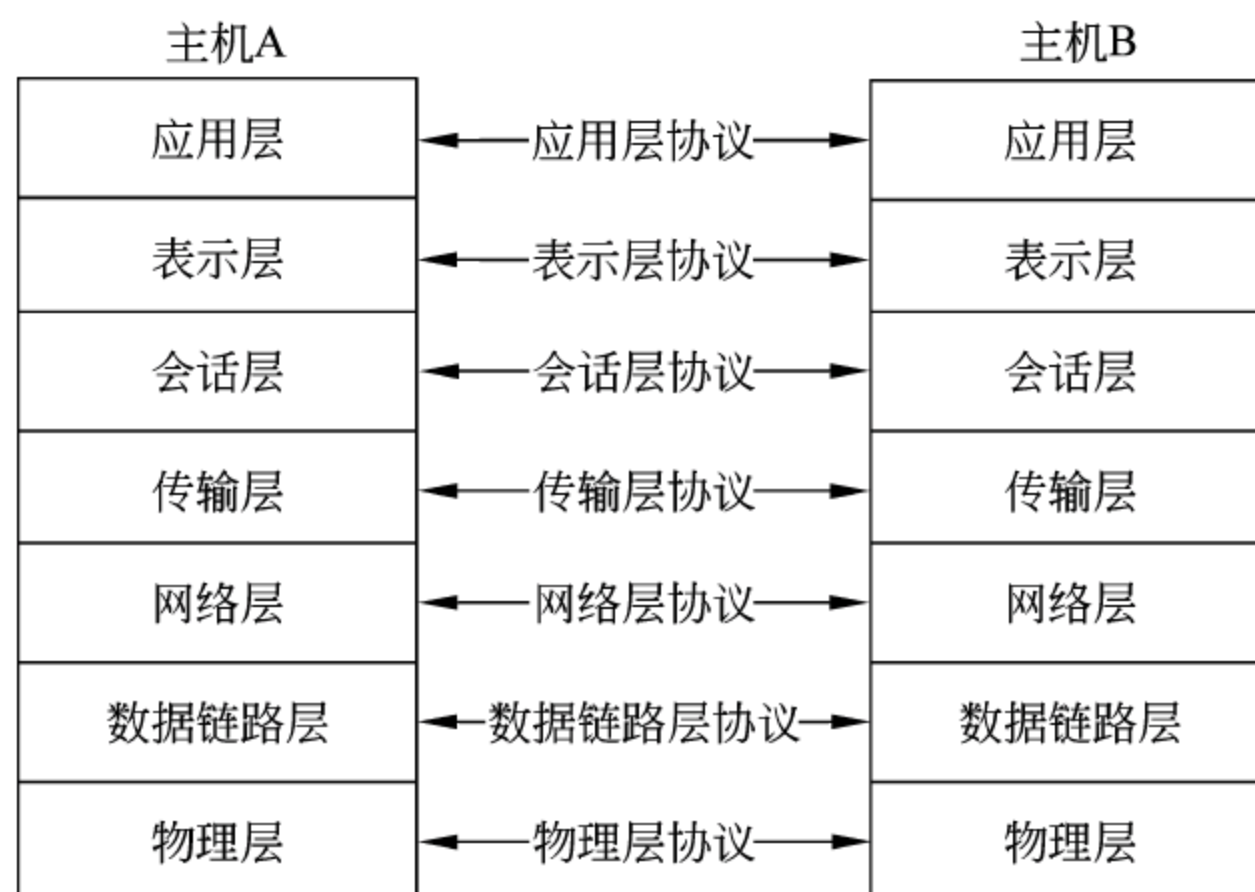 主机A 主机B
应用层 应用层协议 应用层
表示层 表示层协议 表示层
会话层 会话层协议 会话层
传输层 传输层协议 传输层
网络层 网络层协议 网络层
数据链路层 数据链路层协议 数据链路层
物理层 物理层协议 物理层